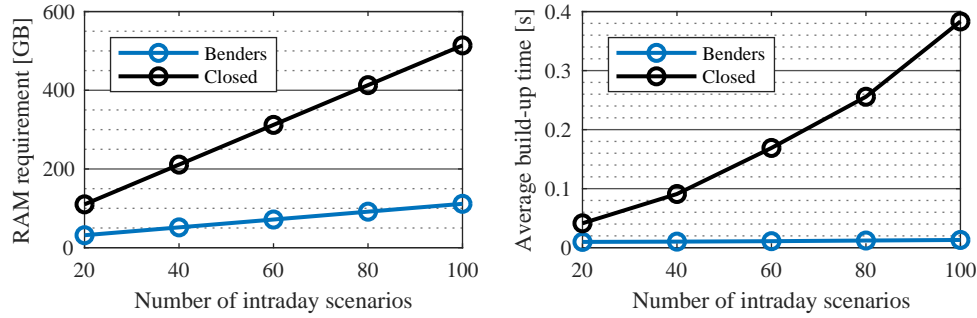 RAM requirement [GB]
600
400
200
0
Benders
Closed
20 40 60 80 100
Number of intraday scenarios
Average build-up time [s]
0.4
0.3
0.2
0.1
0
Benders
Closed
20 40 60 80 100
Number of intraday scenarios